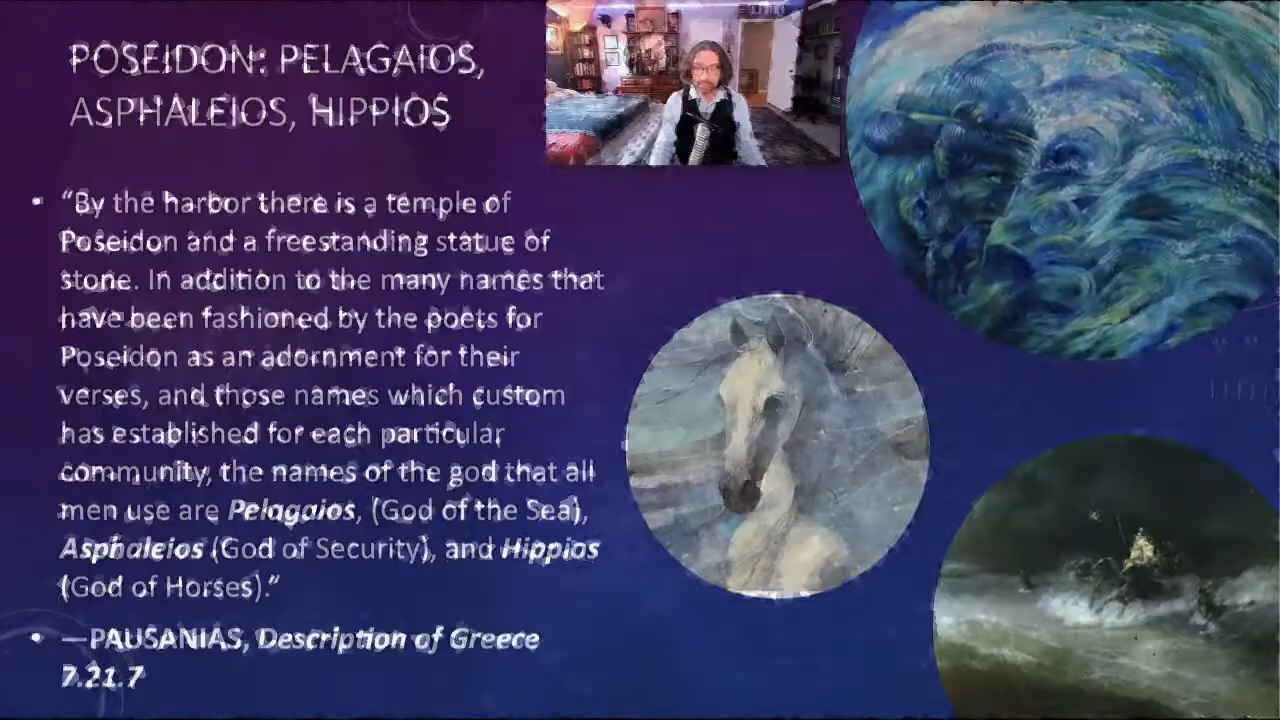 POSEIDON: PELAGAIOS,
ASPHALEIOS, HIPPIOS
• “By the harbor there is a temple of
Poseidon and a freestanding statue of
stone. In addition to the many names that
have been fashioned by the poets for
Poseidon as an adornment for their
verses, and those names which custom
has established for each particular
community, the names of the god that all
men use are Pelagaios, (God of the Sea),
Asphaleios (God of Security), and Hippios
(God of Horses).”
• —PAUSANIAS, Description of Greece
7.21.7